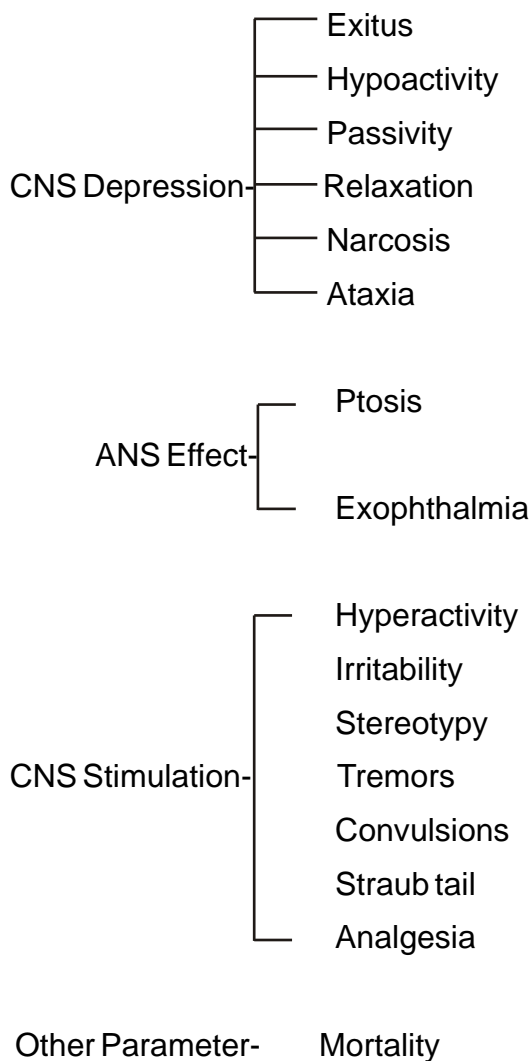 Exitus
Hypoactivity
Passivity
CNS Depression- Relaxation
Narcosis
Ataxia
Ptosis
ANS Effect-
Exophthalmia
Hyperactivity
Irritability
Stereotypy
CNS Stimulation- Tremors
Convulsions
Straub tail
Analgesia
Other Parameter- Mortality